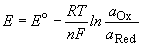 E = E° − RT/nF ln aOx/aRed